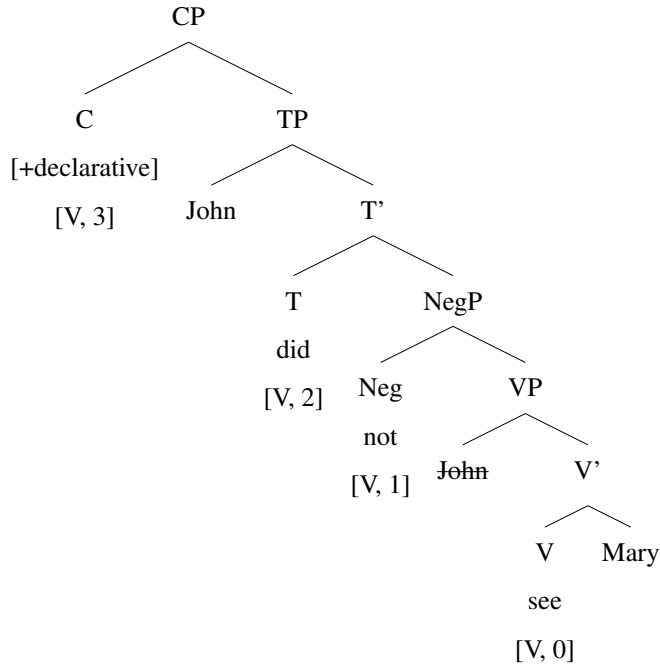 CP
C TP
[+declarative]
[V, 3] John T’
T NegP
did
[V, 2] Neg VP
not
[V, 1] John V’
V Mary
see
[V, 0]